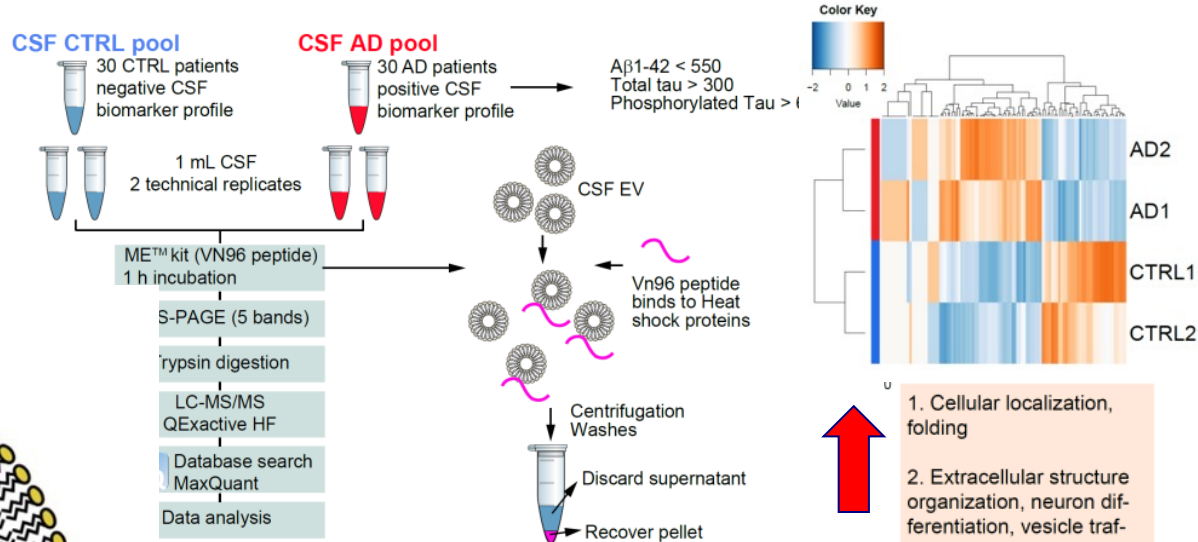 CSF CTRL pool
30 CTRL patients
negative CSF
biomarker profile
CSF AD pool
30 AD patients
positive CSF
biomarker profile
Aβ1-42 < 550
Total tau > 300
Phosphorylated Tau >
1 mL CSF
2 technical replicates
ME™ kit (VN96 peptide)
1 h incubation
S-PAGE (5 bands)
rypsin digestion
LC-MS/MS
QExactive HF
Database search
MaxQuant
Data analysis
CSF EV
Vn96 peptide
binds to Heat
shock proteins
Centrifugation
Washes
Discard supernatant
Recover pellet
Color Key
−2 0 1 2
Value
AD2
AD1
CTRL1
CTRL2
1. Cellular localization,
folding
2. Extracellular structure
organization, neuron dif-
ferentiation, vesicle traf-